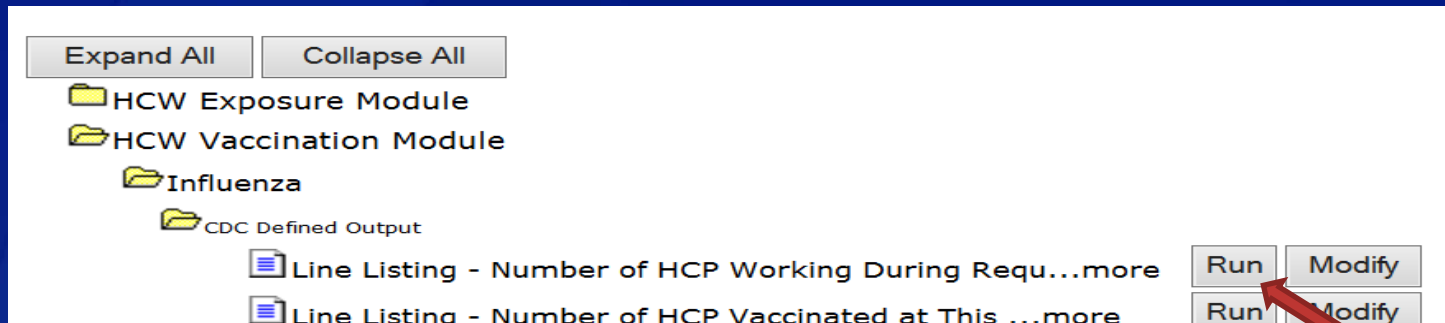 Expand All Collapse All
HCW Exposure Module
HCW Vaccination Module
Influenza
CDC Defined Output
Line Listing - Number of HCP Working During Requ...more Run Modify
Line Listing - Number of HCP Vaccinated at This ...more Run Modify